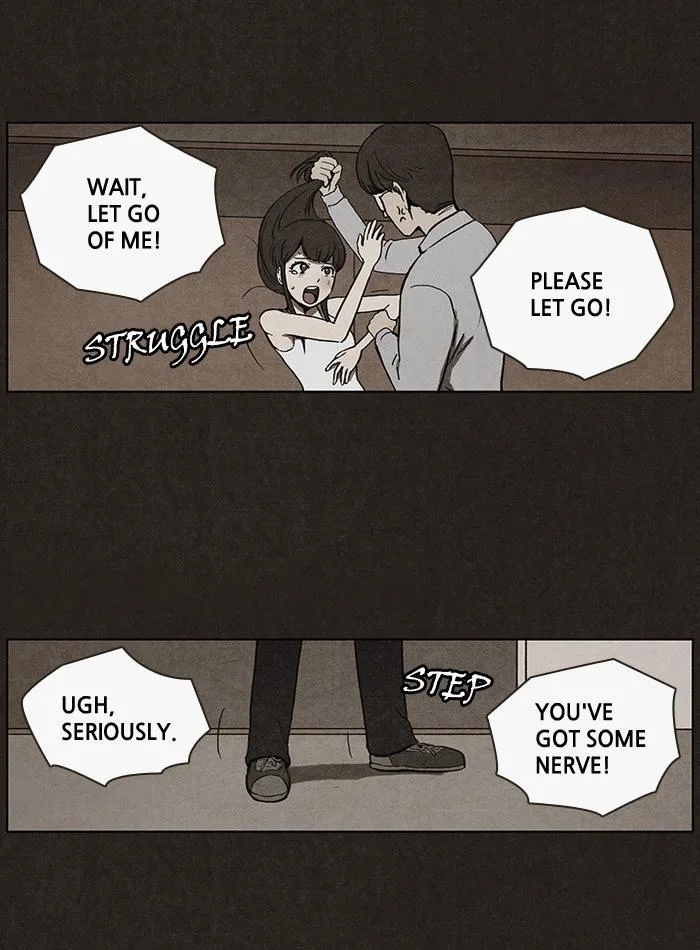 WAIT,
LET GO
OF ME!
PLEASE
LET GO!
STRUGGLE
UGH,
SERIOUSLY.
STEP
YOU'VE
GOT SOME
NERVE!